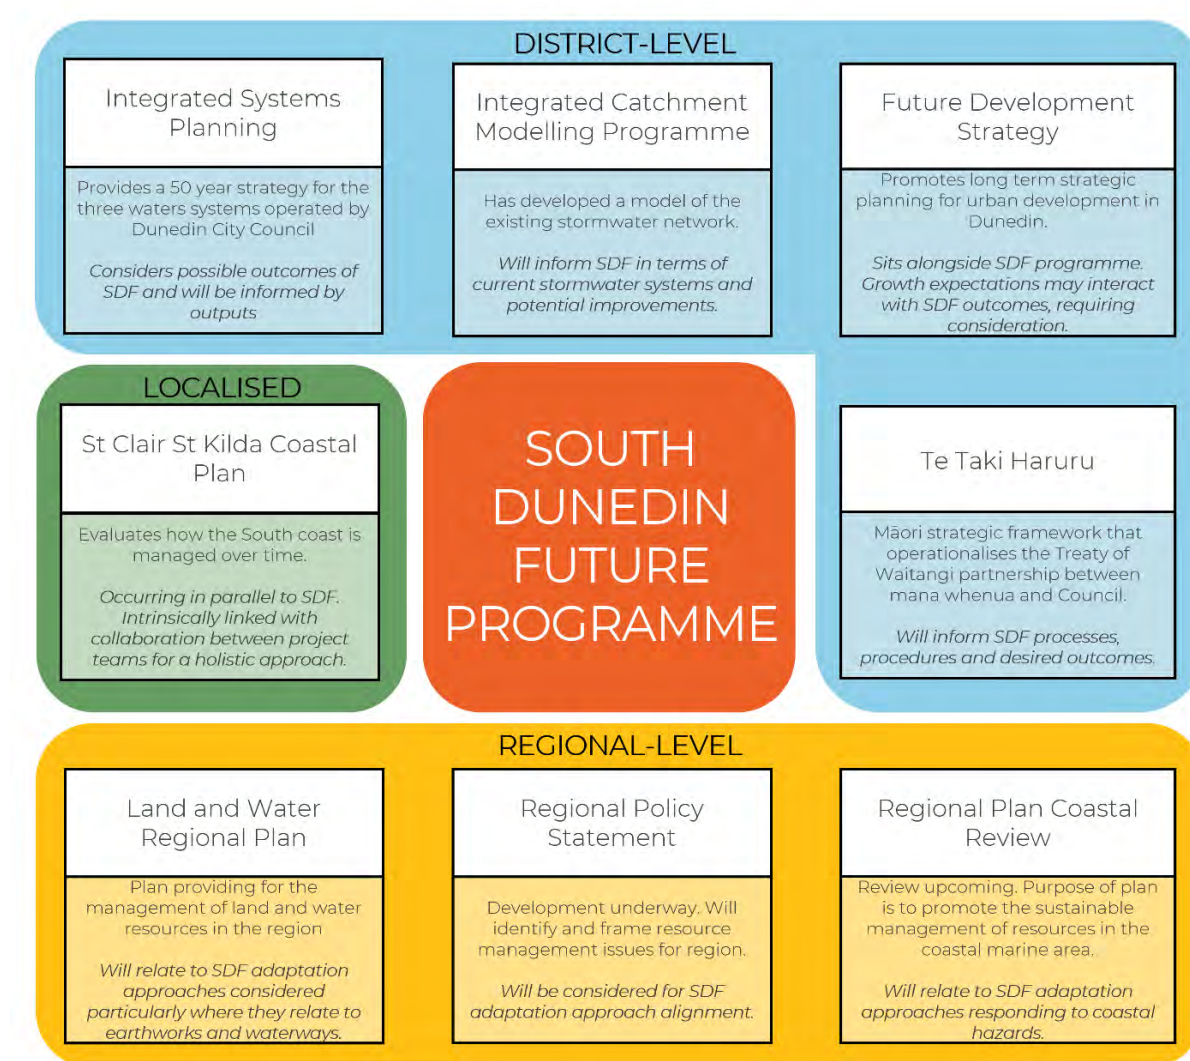 DISTRICT-LEVEL
Integrated Systems
Planning
Provides a 50 year strategy for the
three waters systems operated by
Dunedin City Council
Considers possible outcomes of
SDF and will be informed by
outputs
Integrated Catchment
Modelling Programme
Has developed a model of the
existing stormwater network.
Will inform SDF in terms of
current stormwater systems and
potential improvements.
Future Development
Strategy
Promotes long term strategic
planning for urban development in
Dunedin.
Sits alongside SDF programme.
Growth expectations may interact
with SDF outcomes, requiring
consideration.
LOCALISED
St Clair St Kilda Coastal
Plan
Evaluates how the South coast is
managed over time.
Occurring in parallel to SDF.
Intrinsically linked with
collaboration between project
teams for a holistic approach.
SOUTH
DUNEDIN
FUTURE
PROGRAMME
Te Taki Haruru
Māori strategic framework that
operationalises the Treaty of
Waitangi partnership between
mana whenua and Council.
Will inform SDF processes,
procedures and desired outcomes.
REGIONAL-LEVEL
Land and Water
Regional Plan
Plan providing for the
management of land and water
resources in the region
Will relate to SDF adaptation
approaches considered
particularly where they relate to
earthworks and waterways.
Regional Policy
Statement
Development underway. Will
identify and frame resource
management issues for region.
Will be considered for SDF
adaptation approach alignment.
Regional Plan Coastal
Review
Review upcoming. Purpose of plan
is to promote the sustainable
management of resources in the
coastal marine area.
Will relate to SDF adaptation
approaches responding to coastal
hazards.